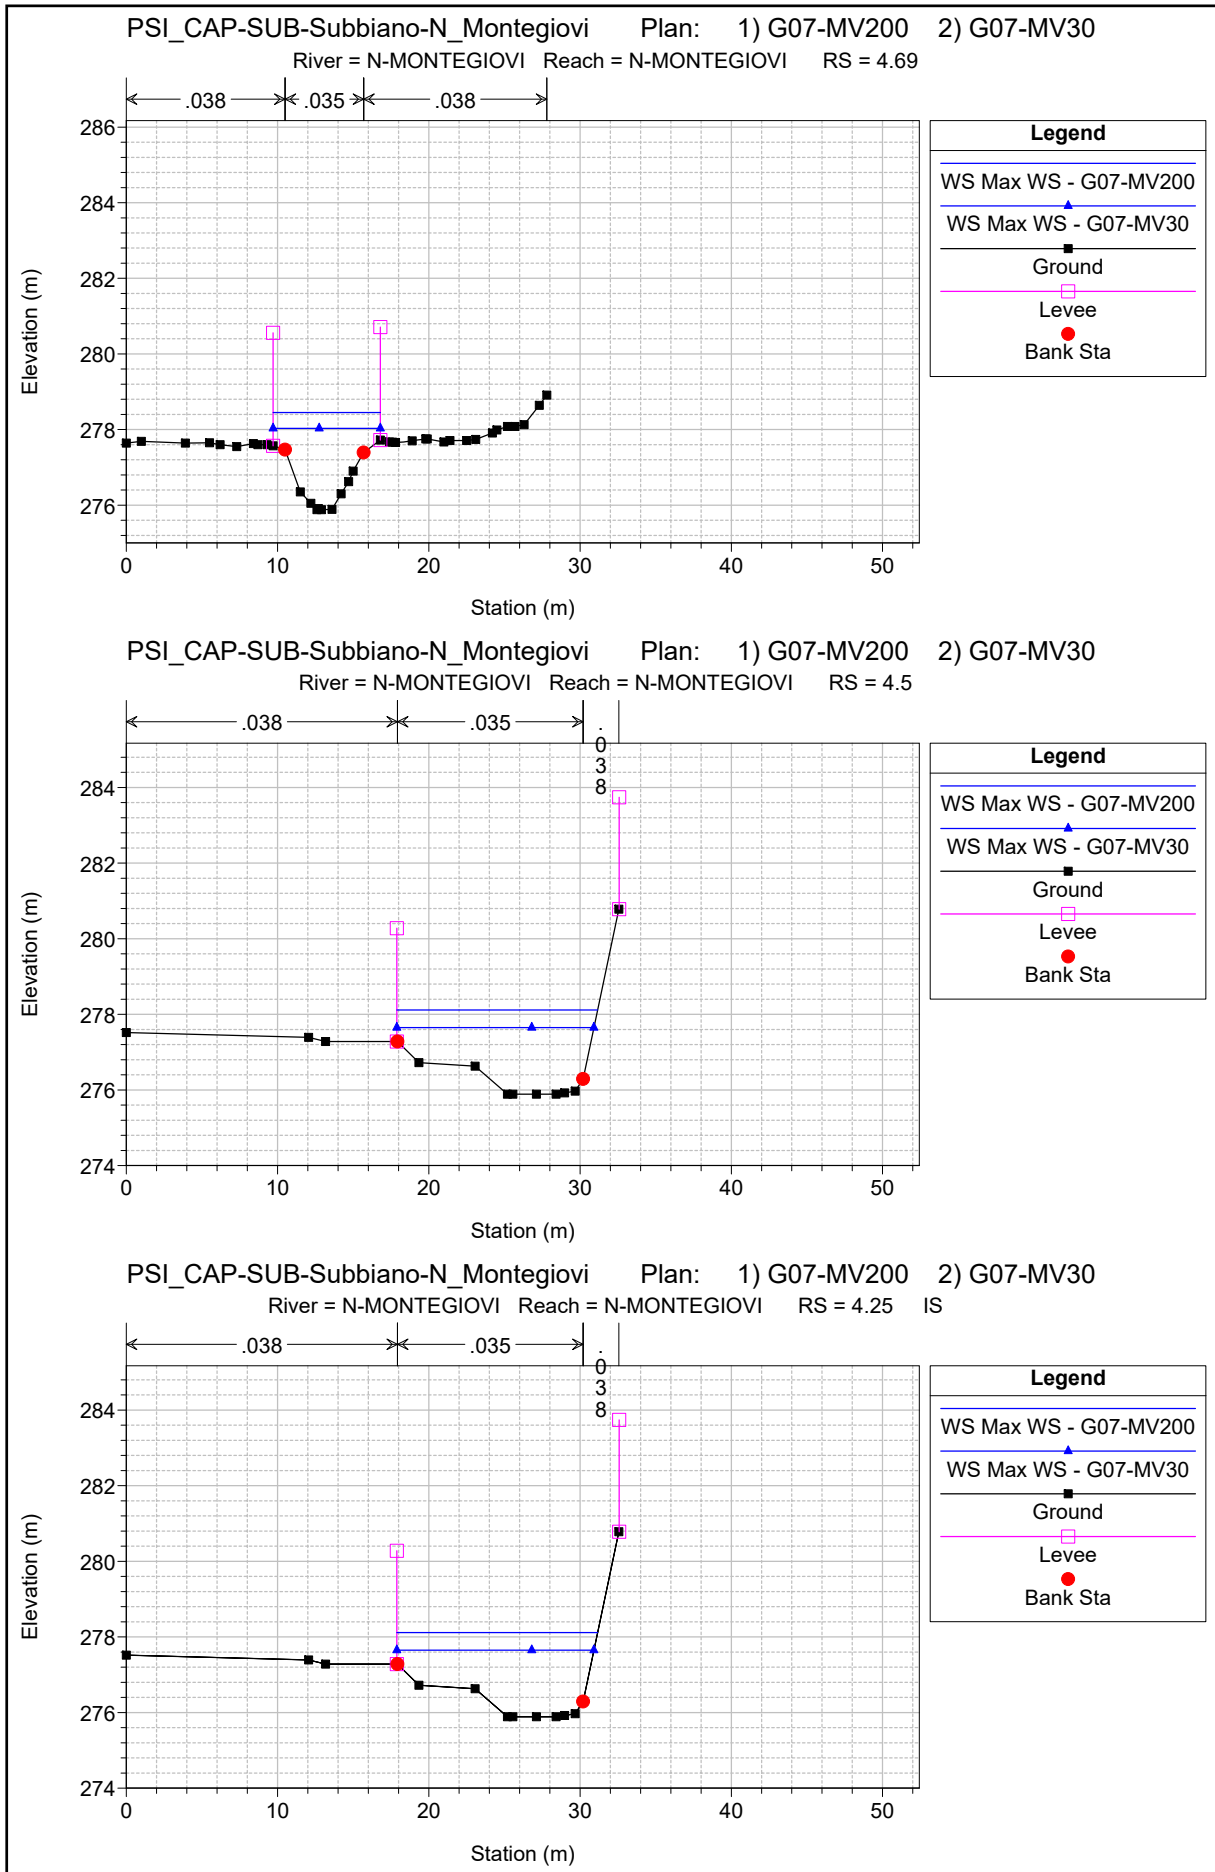 PSI_CAP-SUB-Subbiano-N_Montegiovi Plan: 1) G07-MV200 2) G07-MV30
River = N-MONTEGIOVI Reach = N-MONTEGIOVI RS = 4.69
.038 .035 .038
286
284
282
280
278
276
Elevation (m)
0 10 20 30 40 50
Station (m)
Legend
WS Max WS - G07-MV200
WS Max WS - G07-MV30
Ground
Levee
Bank Sta
PSI_CAP-SUB-Subbiano-N_Montegiovi Plan: 1) G07-MV200 2) G07-MV30
River = N-MONTEGIOVI Reach = N-MONTEGIOVI RS = 4.5
.038 .035 .038
284
282
280
278
276
274
Elevation (m)
0 10 20 30 40 50
Station (m)
Legend
WS Max WS - G07-MV200
WS Max WS - G07-MV30
Ground
Levee
Bank Sta
PSI_CAP-SUB-Subbiano-N_Montegiovi Plan: 1) G07-MV200 2) G07-MV30
River = N-MONTEGIOVI Reach = N-MONTEGIOVI RS = 4.25 IS
.038 .035 .038
284
282
280
278
276
274
Elevation (m)
0 10 20 30 40 50
Station (m)
Legend
WS Max WS - G07-MV200
WS Max WS - G07-MV30
Ground
Levee
Bank Sta